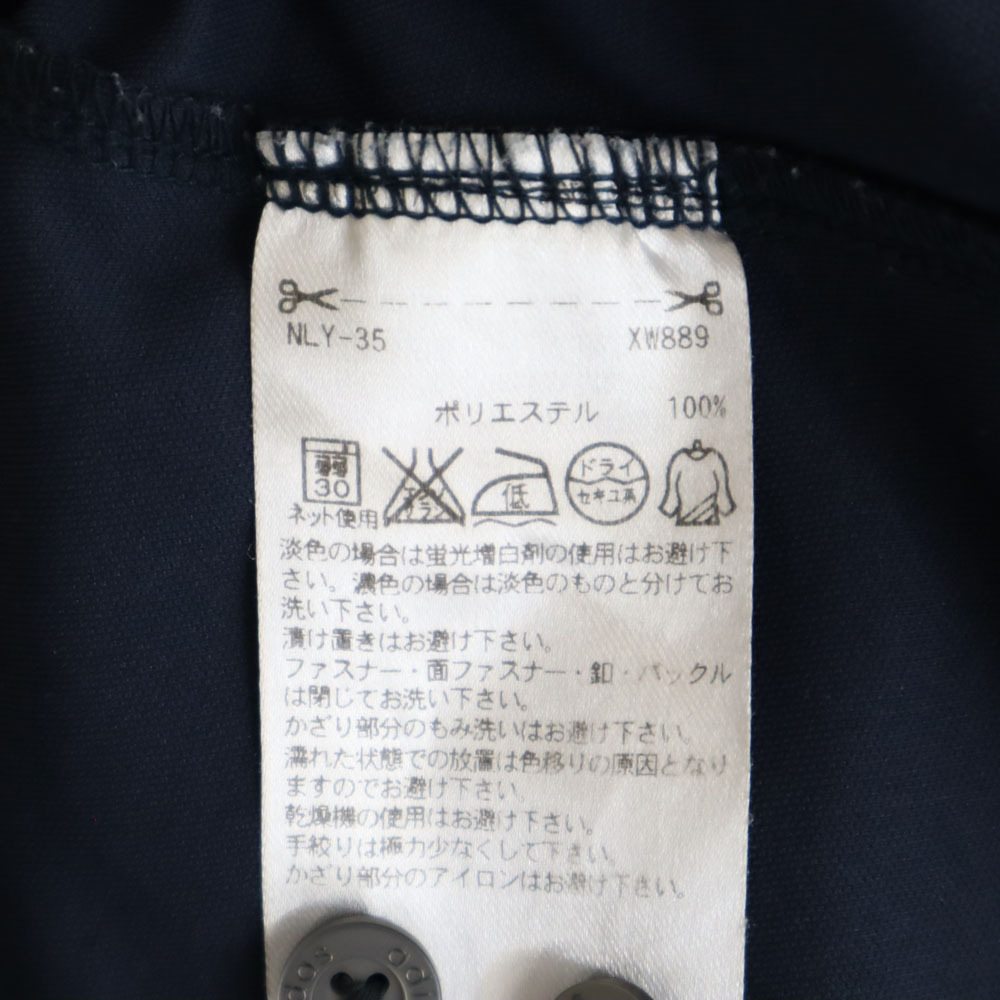 NLY-35 XW889
ポリエステル 100%
弱 30 エンソサラシ 低 ドライ セキユ系
ネット使用
淡色の場合は蛍光増白剤の使用はお避け下
さい。濃色の場合は淡色のものと分けてお
洗い下さい。
漬け置きはお避け下さい。
ファスナー・面ファスナー・釦・バックル
は閉じてお洗い下さい。
かざり部分のもみ洗いはお避け下さい。
濡れた状態での放置は色移りの原因となり
ますのでお避け下さい。
乾燥機の使用はお避け下さい。
手絞りは極力少なくして下さい。
かざり部分のアイロンはお避け下さい。
adi
das